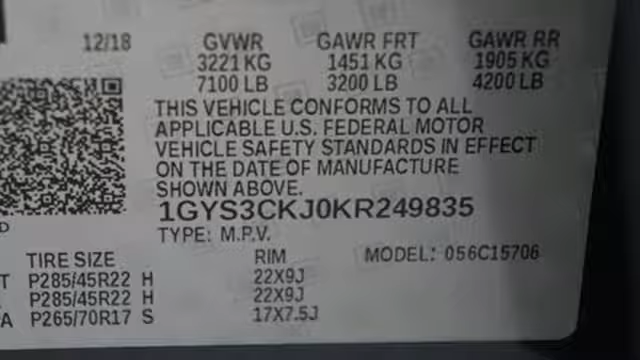 12/18 GVWR GAWR FRT GAWR RR
3221 KG 1451 KG 1905 KG
7100 LB 3200 LB 4200 LB
THIS VEHICLE CONFORMS TO ALL
APPLICABLE U.S. FEDERAL MOTOR
VEHICLE SAFETY STANDARDS IN EFFECT
ON THE DATE OF MANUFACTURE
SHOWN ABOVE.
1GYS3CKJ0KR249835
D TYPE: M.P.V.
TIRE SIZE RIM MODEL: 056C15706
T P285/45R22 H 22X9J
P285/45R22 H 22X9J
A P265/70R17 S 17X7.5J